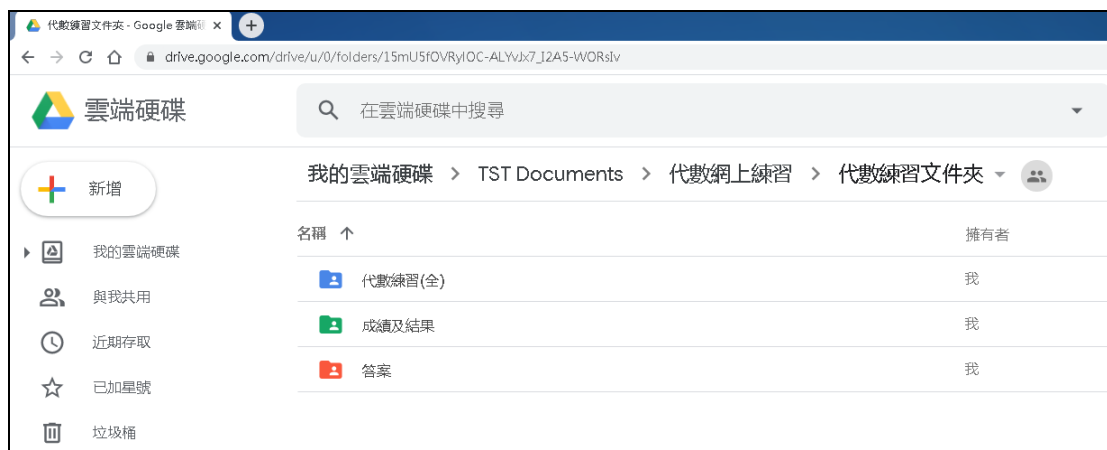 代數練習文件夾 - Google 雲端硬
drive.google.com/drive/u/0/folders/15mU5fOVRylOC-ALYvJx7_I2A5-WORsIv
雲端硬碟
在雲端硬碟中搜尋
新增
我的雲端硬碟 > TST Documents > 代數網上練習 > 代數練習文件夾
名稱 擁有者
我的雲端硬碟
代數練習(全) 我
與我共用
成績及結果 我
近期存取
答案 我
已加星號
垃圾桶